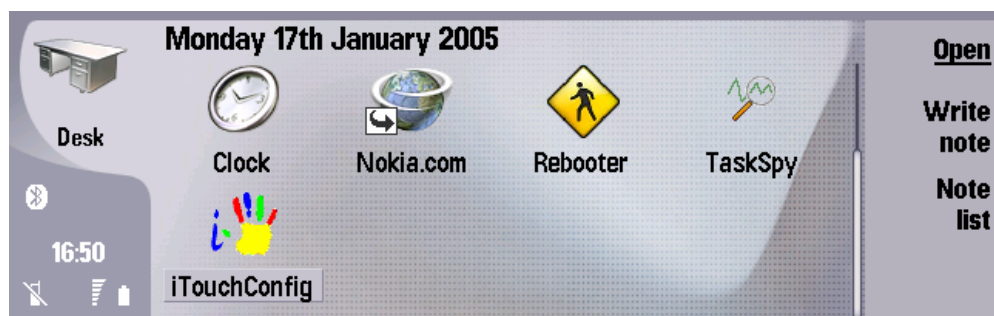 Monday 17th January 2005
Desk
Clock
Nokia.com
Rebooter
TaskSpy
iTouchConfig
16:50
Open
Write
note
Note
list